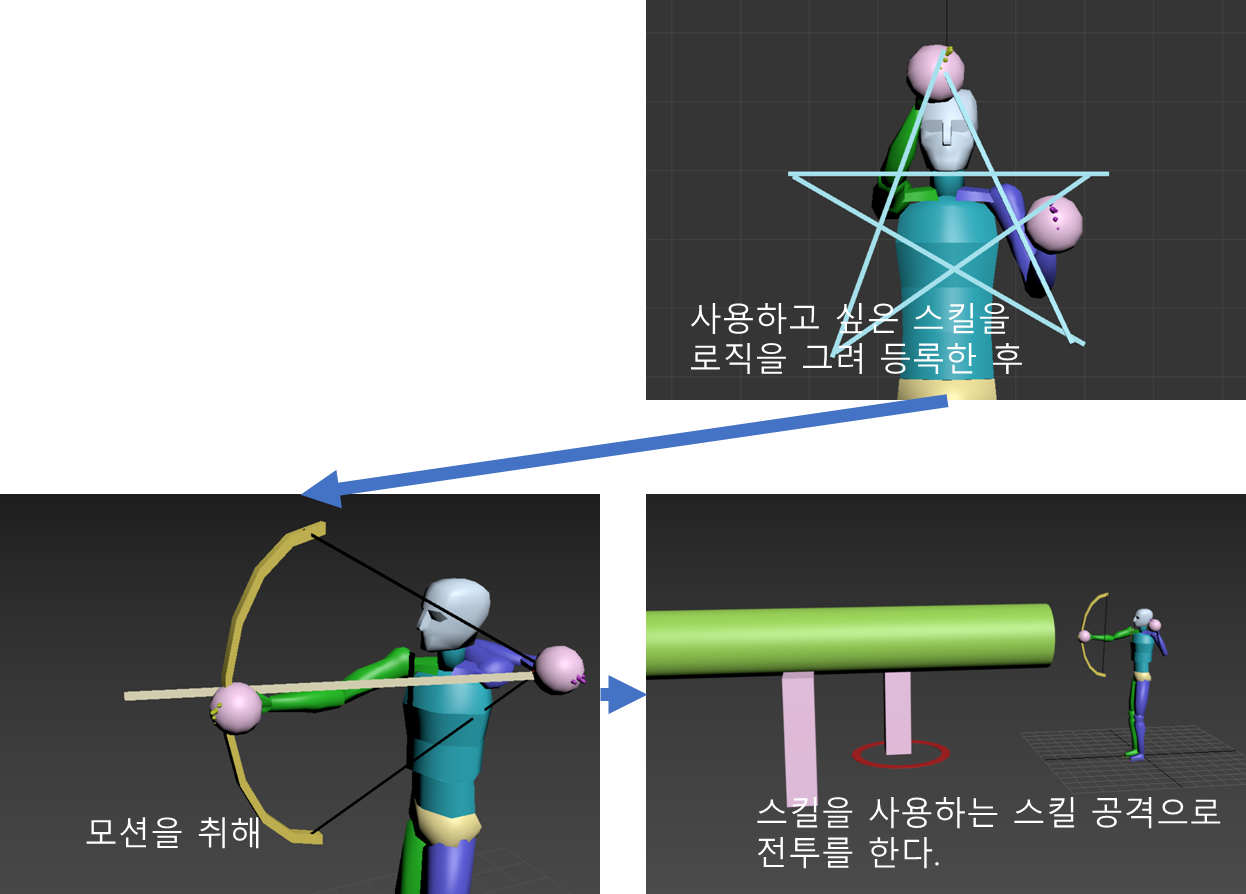 사용하고 싶은 스킬을
로직을 그려 등록한 후
모션을 취해
스킬을 사용하는 스킬 공격으로
전투를 한다.